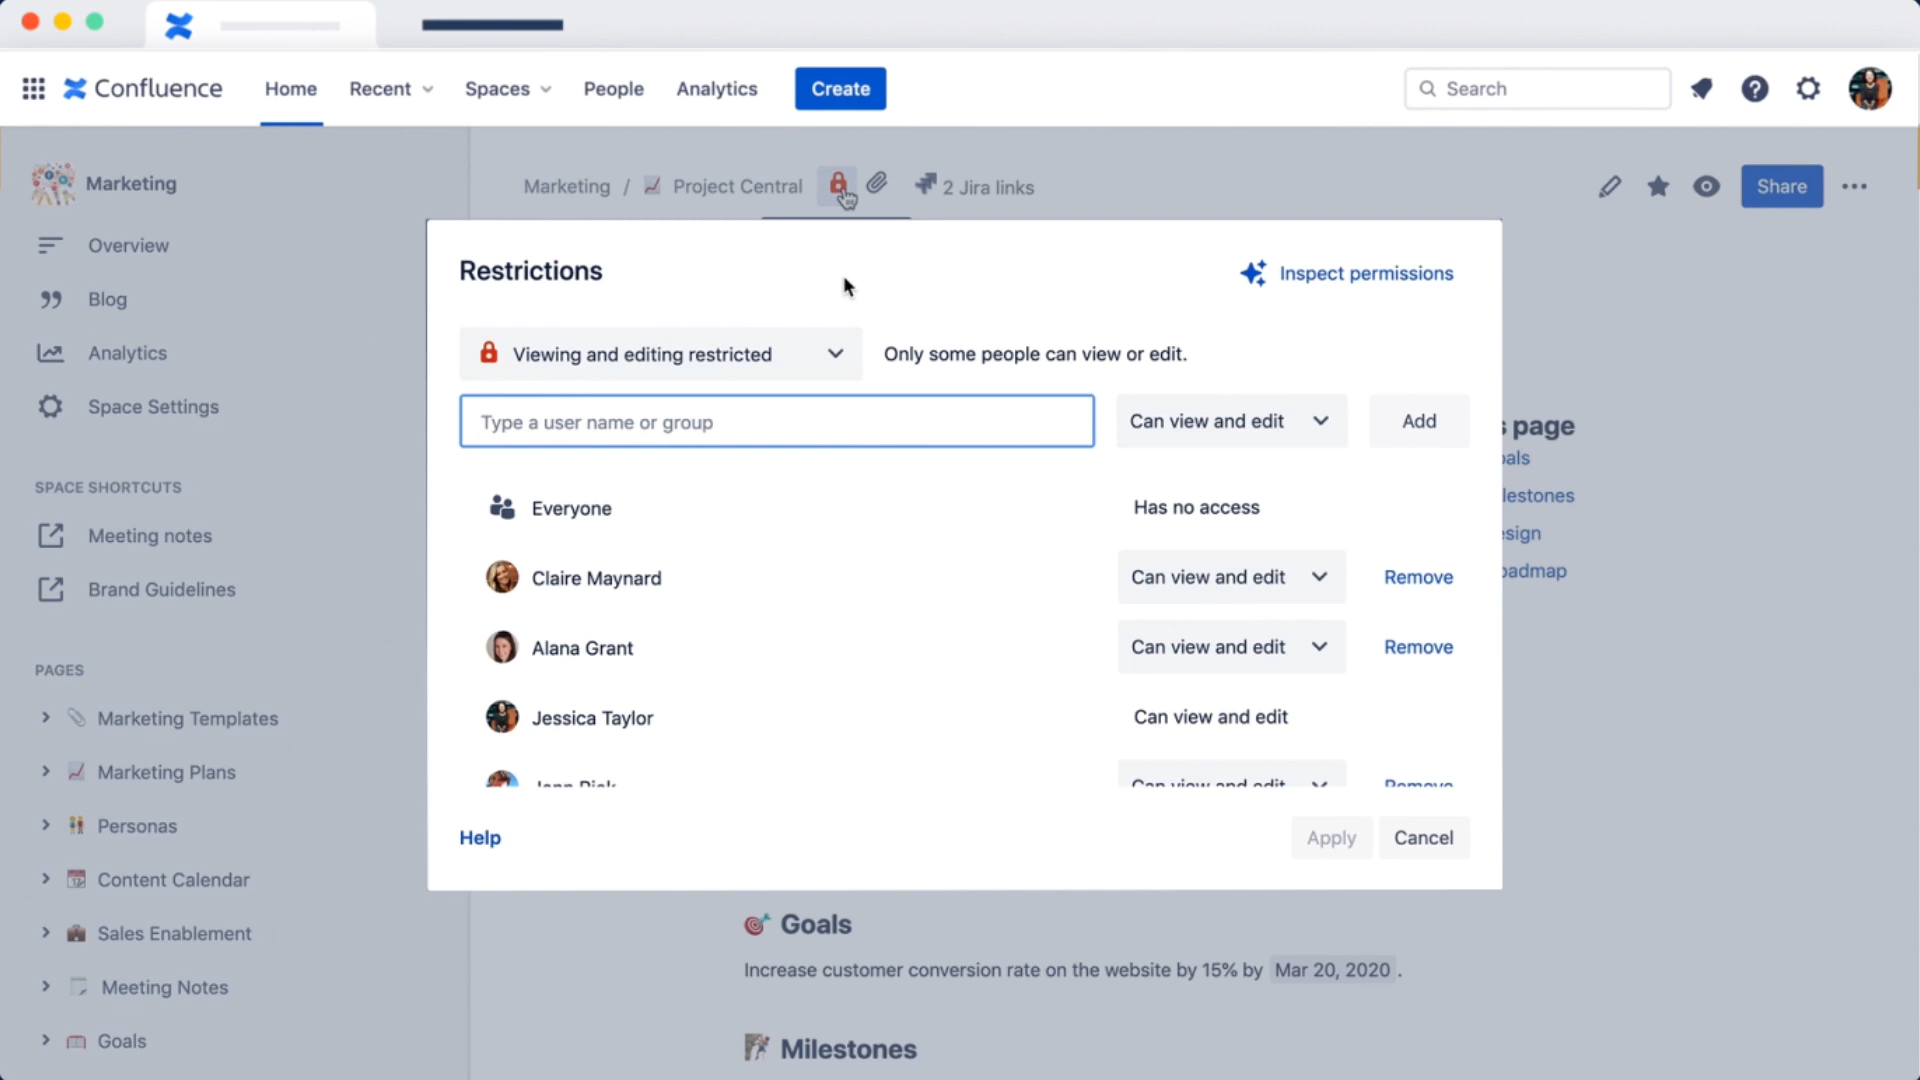 Confluence
Home
Recent
Spaces
People
Analytics
Create
Search
Marketing
Overview
Blog
Analytics
Space Settings
SPACE SHORTCUTS
Meeting notes
Brand Guidelines
PAGES
Marketing Templates
Marketing Plans
Personas
Content Calendar
Sales Enablement
Meeting Notes
Goals
Marketing / Project Central
2 Jira links
Share
Restrictions
Inspect permissions
Viewing and editing restricted
Only some people can view or edit.
Type a user name or group
Can view and edit
Add
Everyone
Has no access
Claire Maynard
Can view and edit
Remove
Alana Grant
Can view and edit
Remove
Jessica Taylor
Can view and edit
Can view and edit
Remove
Help
Apply
Cancel
page
Goals
Increase customer conversion rate on the website by 15% by Mar 20, 2020 .
Milestones